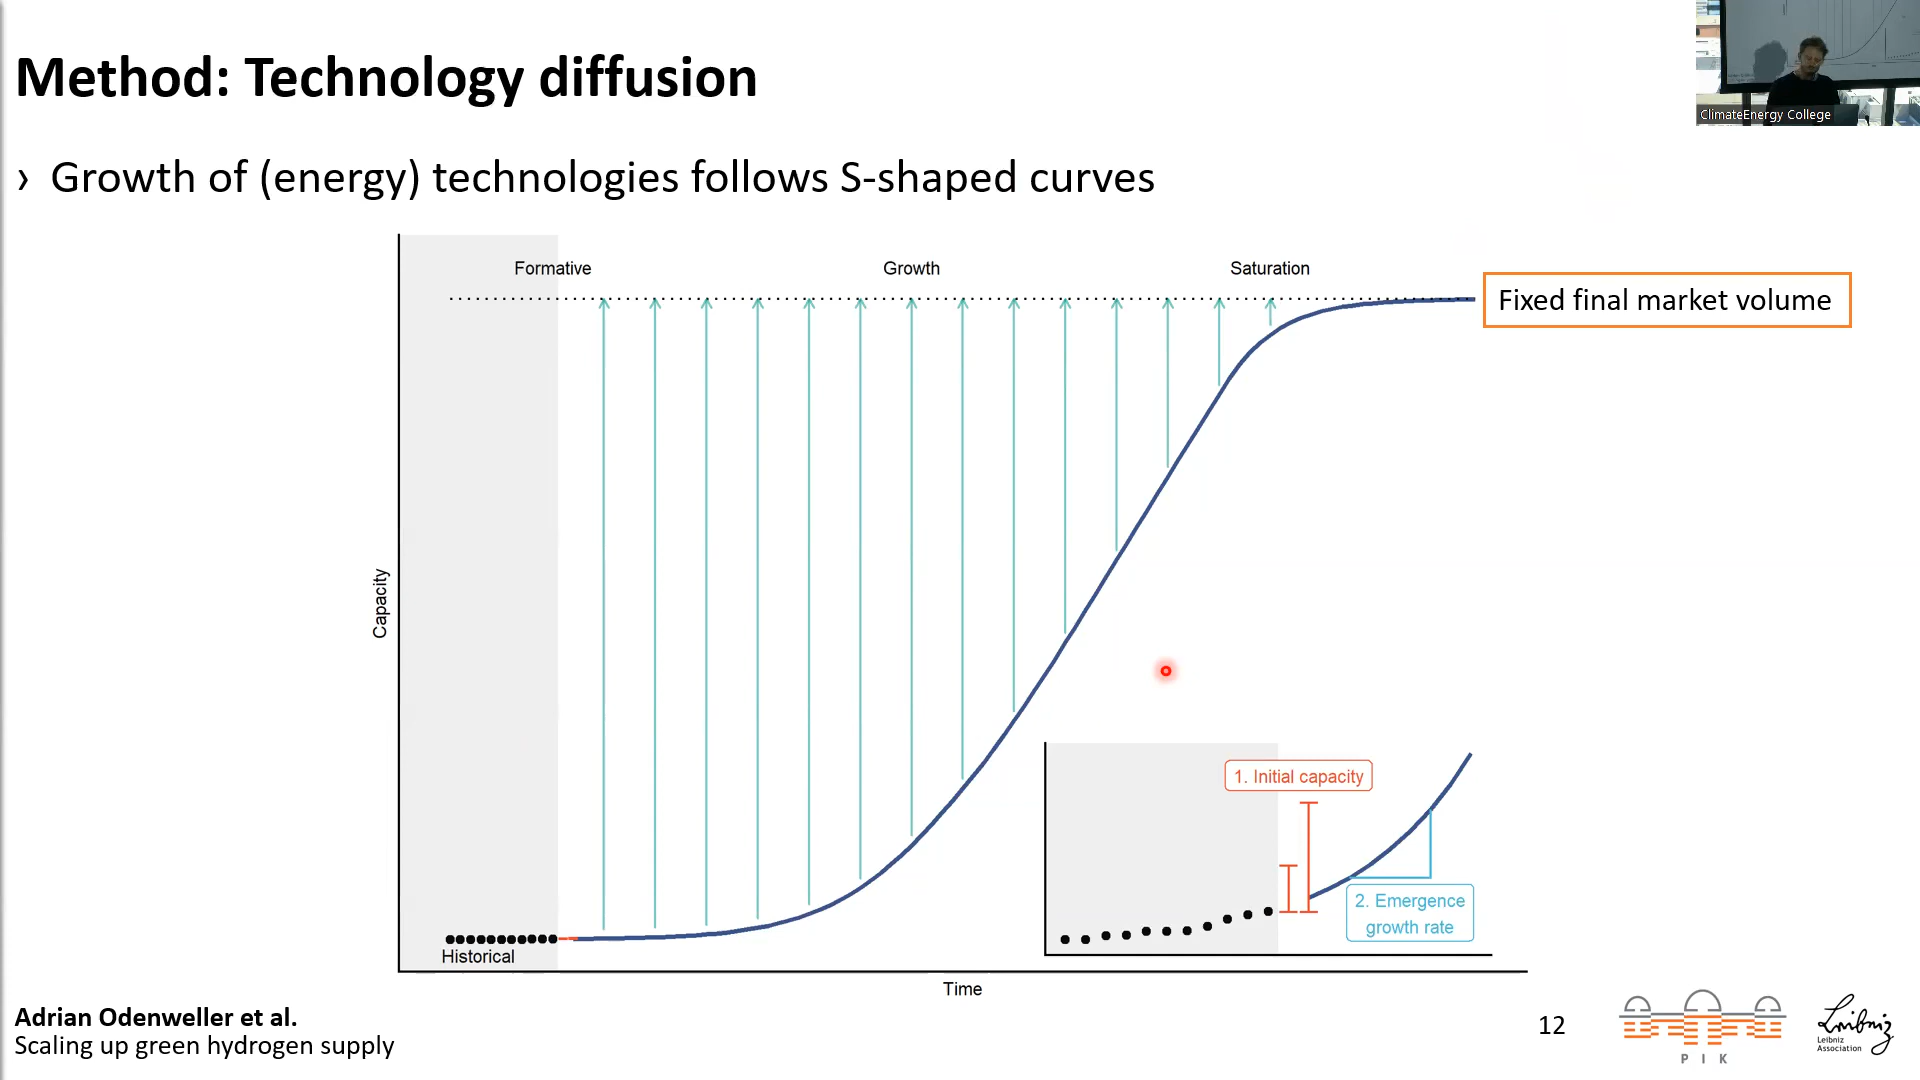 Method: Technology diffusion
ClimateEnergy College
› Growth of (energy) technologies follows S-shaped curves
Formative
Growth
Saturation
Fixed final market volume
Capacity
1. Initial capacity
2. Emergence
growth rate
Historical
Time
Adrian Odenweller et al.
Scaling up green hydrogen supply
12
P I K
Leibniz
Leibniz
Association